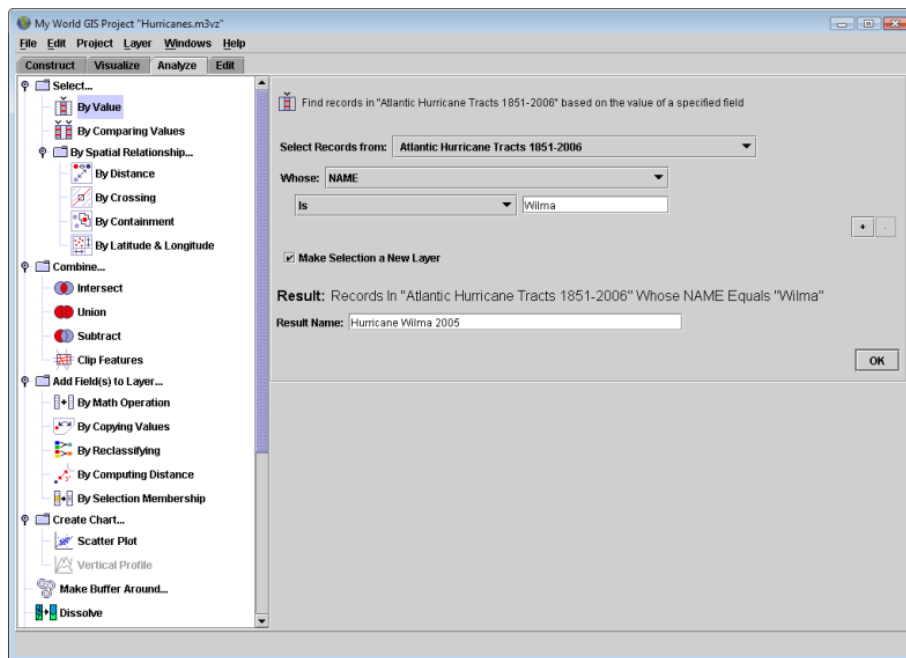 My World GIS Project "Hurricanes.m3vz"
File Edit Project Layer Windows Help
Construct Visualize Analyze Edit
Select...
By Value
By Comparing Values
By Spatial Relationship...
By Distance
By Crossing
By Containment
By Latitude & Longitude
Combine...
Intersect
Union
Subtract
Clip Features
Add Field(s) to Layer...
By Math Operation
By Copying Values
By Reclassifying
By Computing Distance
By Selection Membership
Create Chart...
Scatter Plot
Vertical Profile
Make Buffer Around...
Dissolve
Find records in "Atlantic Hurricane Tracts 1851-2006" based on the value of a specified field
Select Records from: Atlantic Hurricane Tracts 1851-2006
Whose: NAME
Is Wilma
+ -
Make Selection a New Layer
Result: Records In "Atlantic Hurricane Tracts 1851-2006" Whose NAME Equals "Wilma"
Result Name: Hurricane Wilma 2005
OK